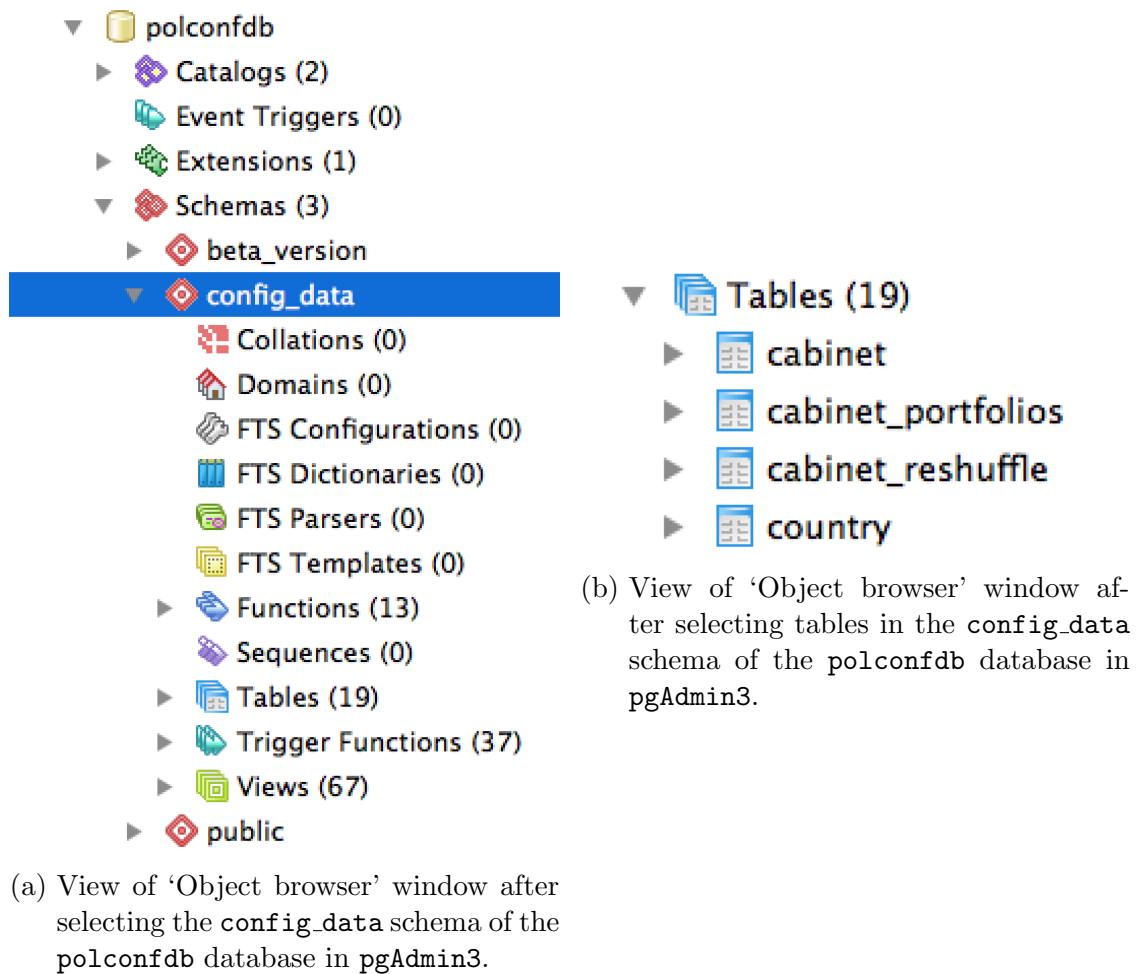 polconfdb
Catalogs (2)
Event Triggers (0)
Extensions (1)
Schemas (3)
beta_version
config_data
Collations (0)
Domains (0)
FTS Configurations (0)
FTS Dictionaries (0)
FTS Parsers (0)
FTS Templates (0)
Functions (13)
Sequences (0)
Tables (19)
Trigger Functions (37)
Views (67)
public
(a) View of ‘Object browser’ window after
selecting the config_data schema of the
polconfdb database in pgAdmin3.
Tables (19)
cabinet
cabinet_portfolios
cabinet_reshuffle
country
(b) View of ‘Object browser’ window af-
ter selecting tables in the config_data
schema of the polconfdb database in
pgAdmin3.